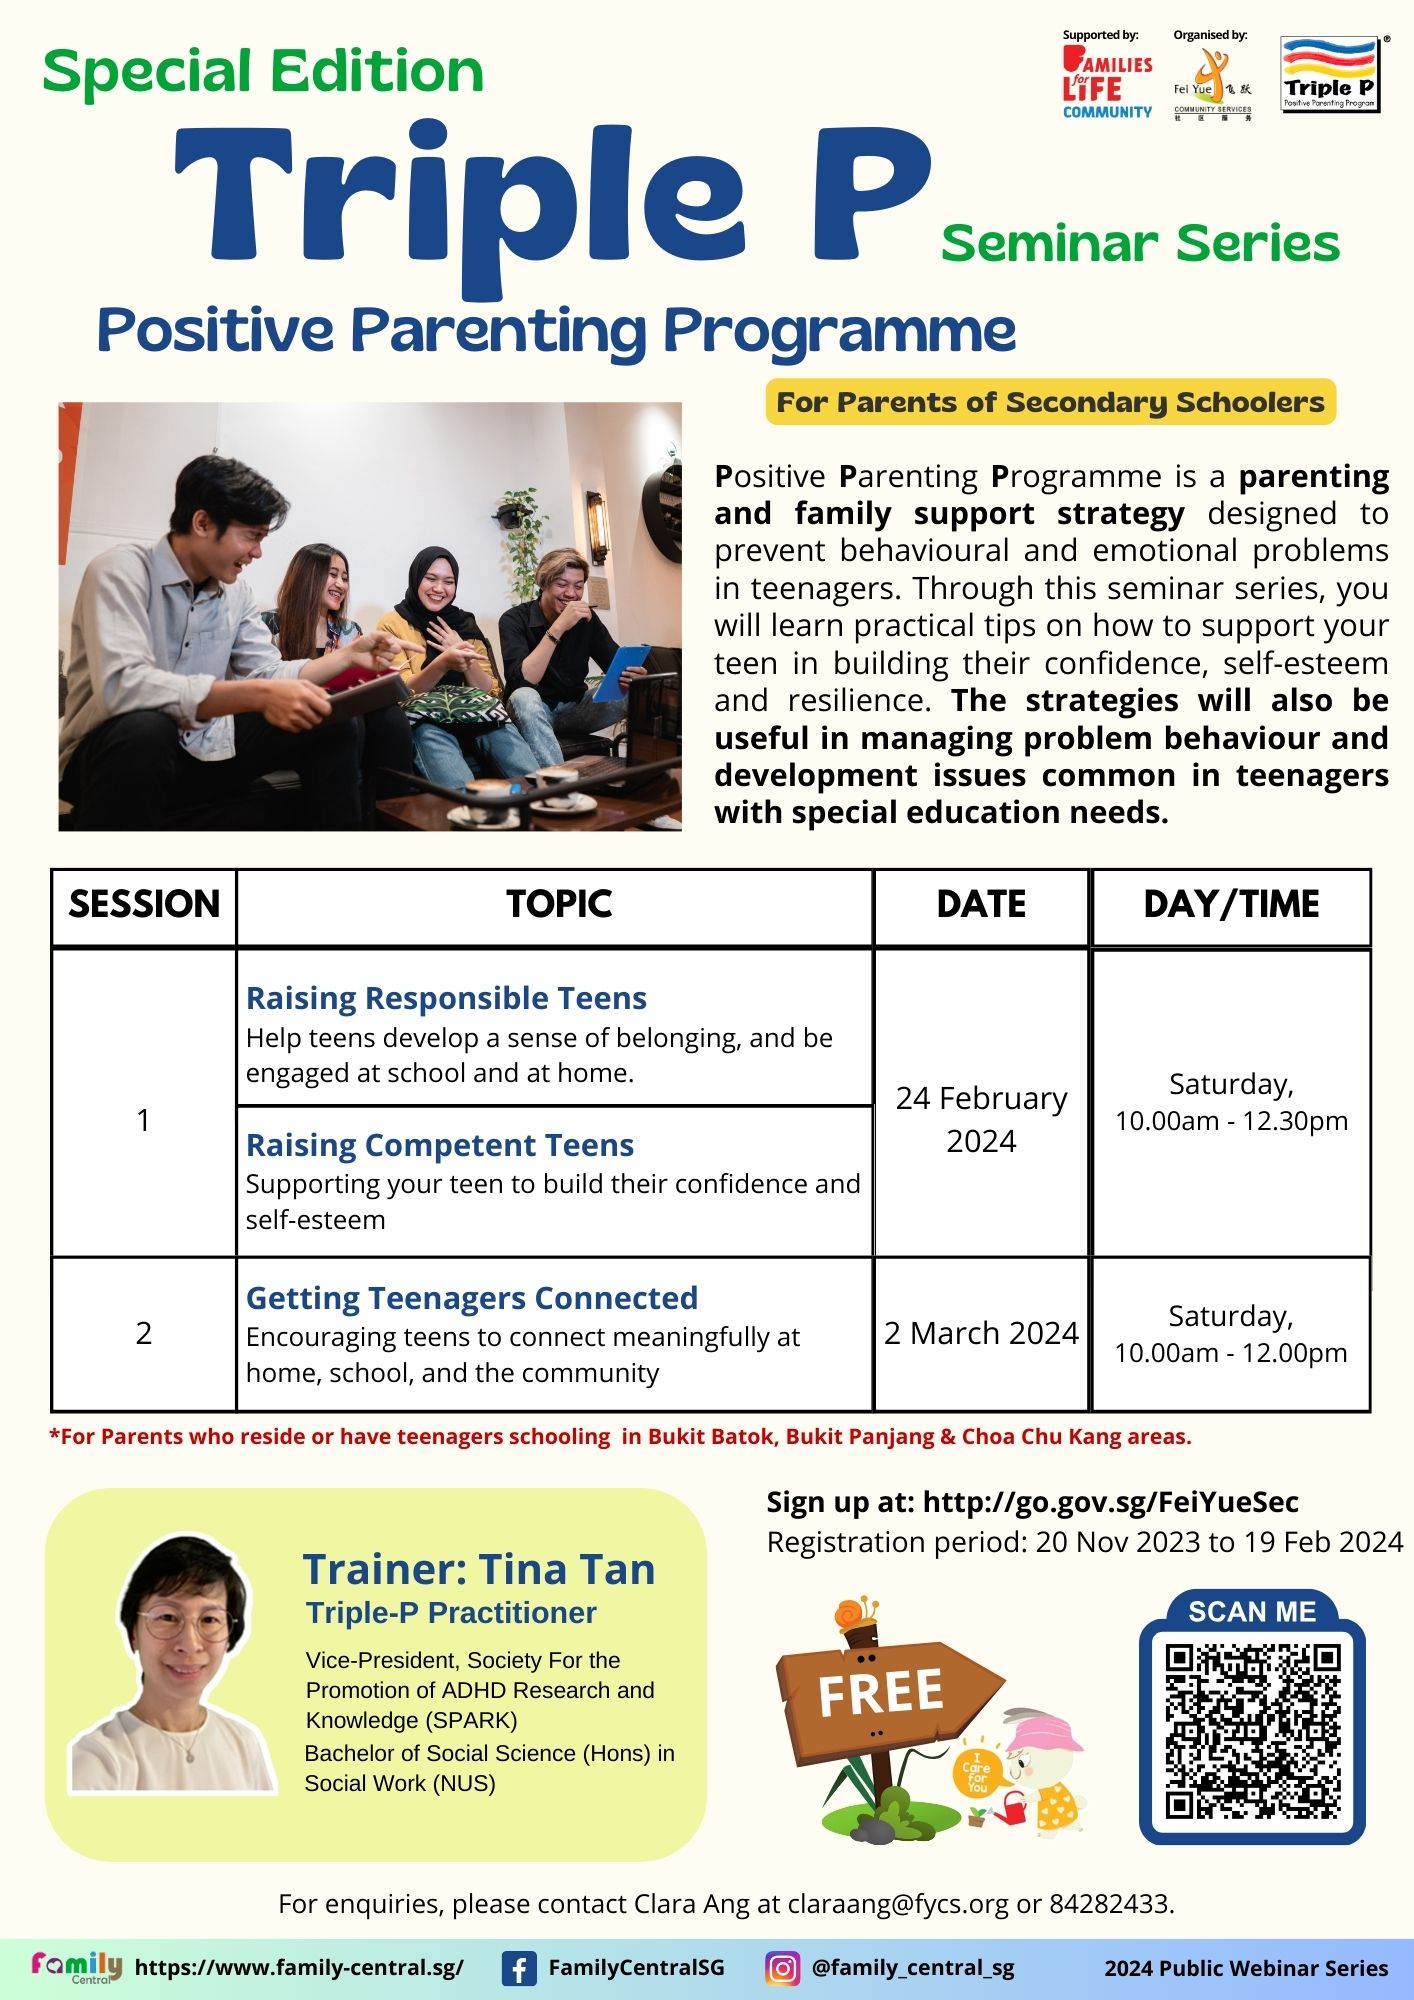 Special Edition
Supported by:
Organised by:
FAMILIES
for
LIFE
COMMUNITY
Fei Yue 飞跃
COMMUNITY SERVICES
社 区 服 务
Triple P
Positive Parenting Program
®
Triple P
Seminar Series
Positive Parenting Programme
For Parents of Secondary Schoolers
Positive Parenting Programme is a parenting
and family support strategy designed to
prevent behavioural and emotional problems
in teenagers. Through this seminar series, you
will learn practical tips on how to support your
teen in building their confidence, self-esteem
and resilience. The strategies will also be
useful in managing problem behaviour and
development issues common in teenagers
with special education needs.
SESSION TOPIC DATE DAY/TIME
1
Raising Responsible Teens
Help teens develop a sense of belonging, and be
engaged at school and at home.
Raising Competent Teens
Supporting your teen to build their confidence and
self-esteem
24 February
2024
Saturday,
10.00am - 12.30pm
2
Getting Teenagers Connected
Encouraging teens to connect meaningfully at
home, school, and the community
2 March 2024
Saturday,
10.00am - 12.00pm
*For Parents who reside or have teenagers schooling in Bukit Batok, Bukit Panjang & Choa Chu Kang areas.
Trainer: Tina Tan
Triple-P Practitioner
Vice-President, Society For the
Promotion of ADHD Research and
Knowledge (SPARK)
Bachelor of Social Science (Hons) in
Social Work (NUS)
Sign up at: http://go.gov.sg/FeiYueSec
Registration period: 20 Nov 2023 to 19 Feb 2024
FREE
I
Care
for
You
SCAN ME
For enquiries, please contact Clara Ang at claraang@fycs.org or 84282433.
Family
Central
https://www.family-central.sg/
FamilyCentralSG
@family_central_sg
2024 Public Webinar Series